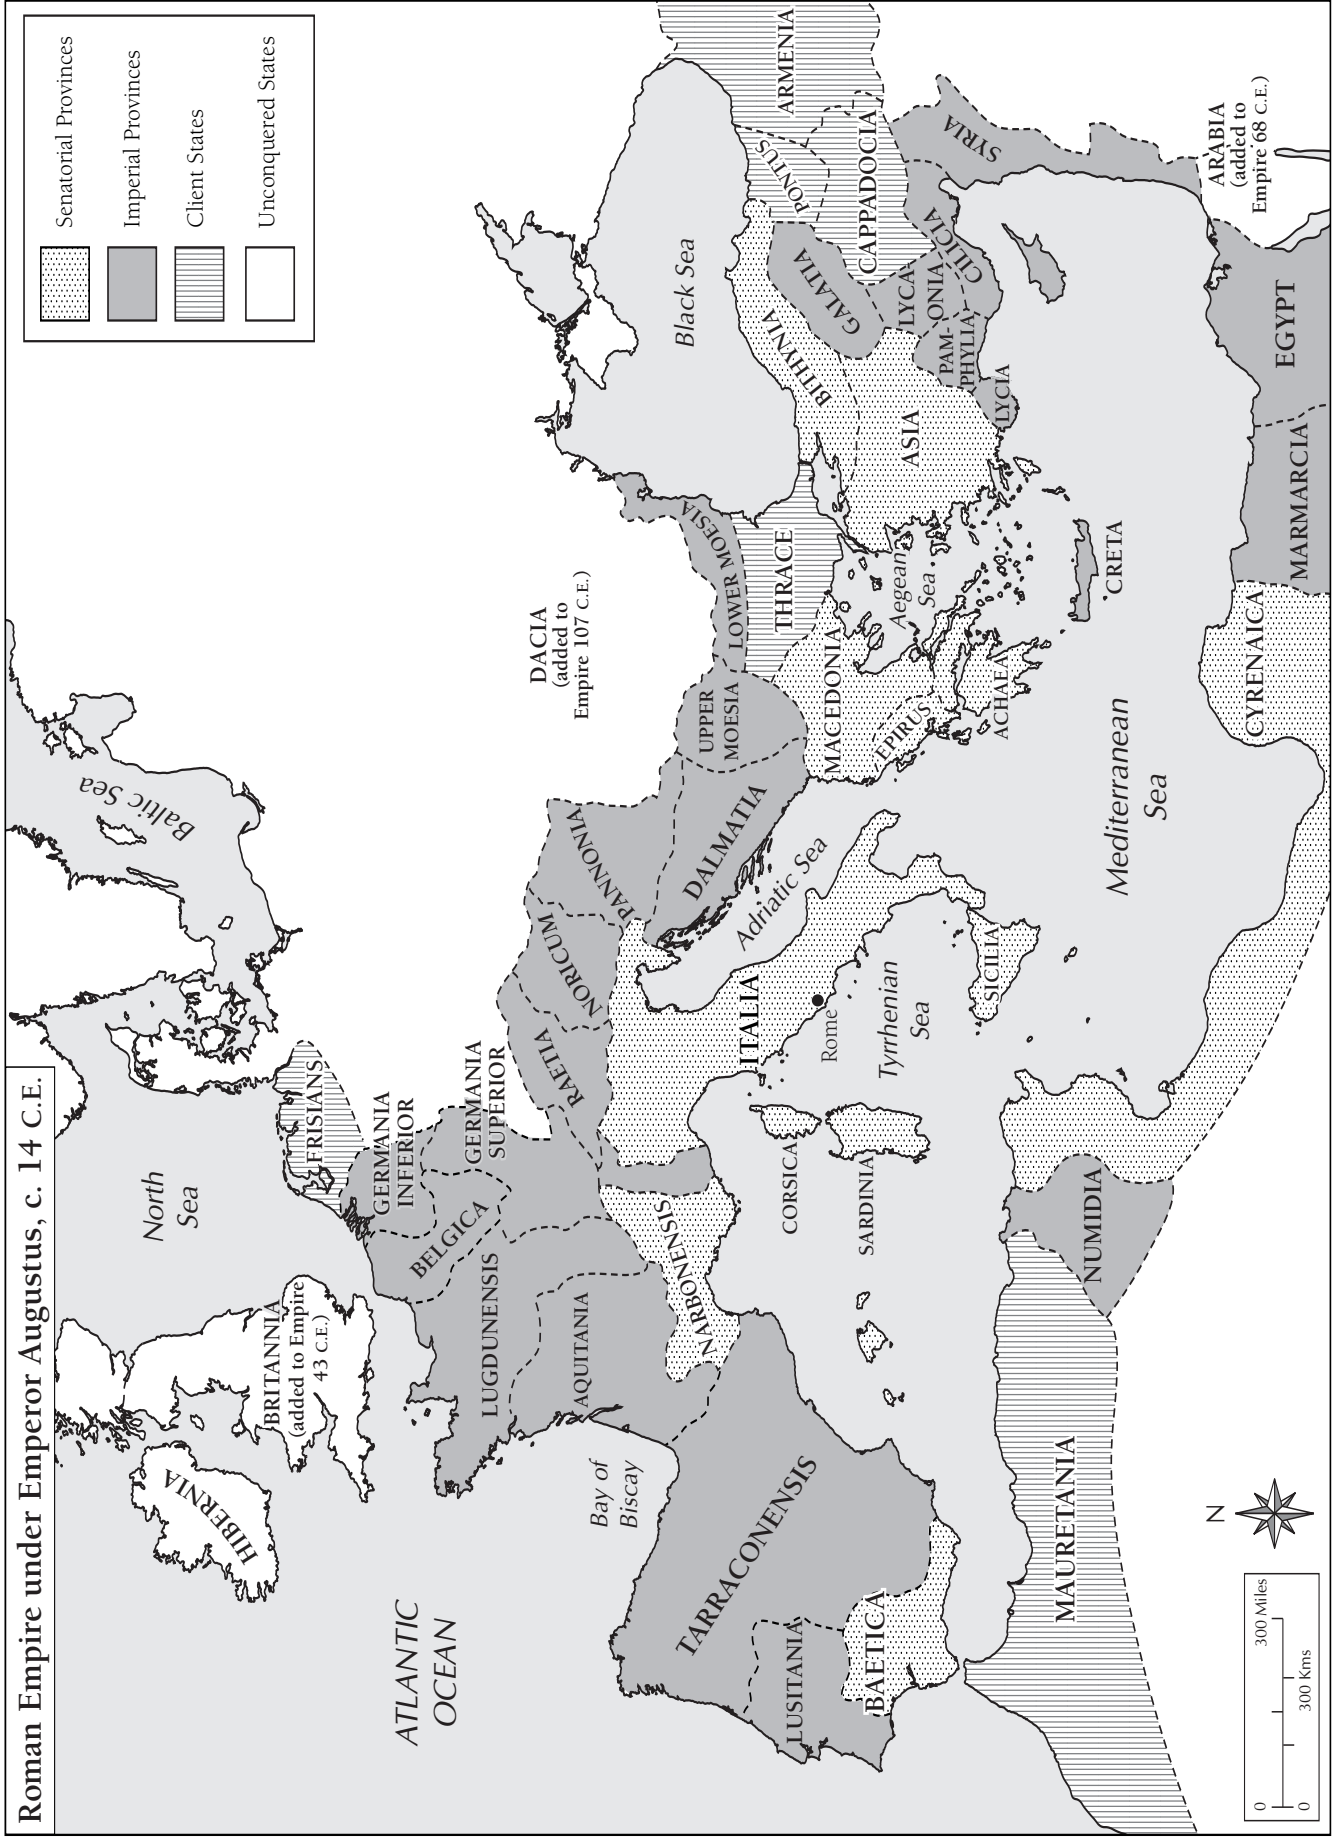 Roman Empire under Emperor Augustus, c. 14 C.E.
Senatorial Provinces
Imperial Provinces
Client States
Unconquered States
North
Sea
Baltic Sea
HIBERNIA
BRITANNIA
(added to Empire
43 C.E.)
FRISIANS
GERMANIA
INFERIOR
GERMANIA
SUPERIOR
BELGICA
LUGDUNENSIS
AQUITANIA
NARBONENSIS
ATLANTIC
OCEAN
Bay of
Biscay
TARRACONENSIS
LUSITANIA
BAETICA
MAURETANIA
NUMIDIA
RAETIA
NORICUM
PANNONIA
DALMATIA
ITALIA
Rome
Adriatic Sea
Tyrrhenian
Sea
CORSICA
SARDINIA
SICILIA
DACIA
(added to
Empire 107 C.E.)
UPPER
MOESIA
LOWER MOESIA
THRACE
MACEDONIA
EPIRUS
ACHAEA
Aegean
Sea
CRETA
Mediterranean
Sea
CYRENAICA
MARMARCIA
EGYPT
Black Sea
BITHYNIA
ASIA
GALATIA
LYCA
ONIA
PAM-
PHYLIA
LYCIA
CILICIA
CAPPADOCIA
PONTUS
ARMENIA
SYRIA
ARABIA
(added to
Empire 68 C.E.)
N
0
300 Miles
0
300 Kms